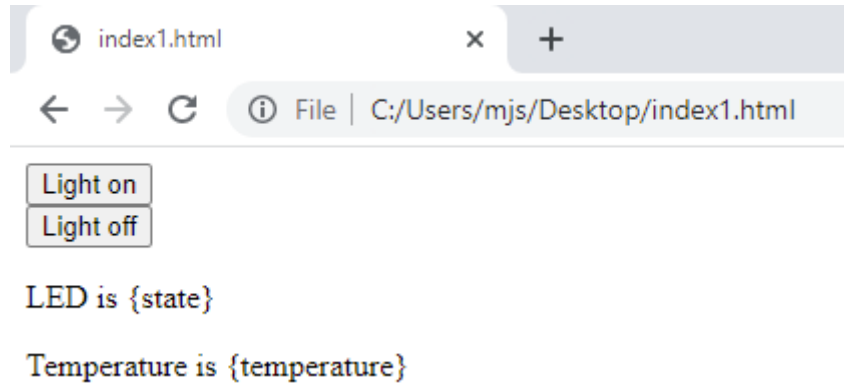 index1.html
File | C:/Users/mjs/Desktop/index1.html
Light on
Light off
LED is {state}
Temperature is {temperature}